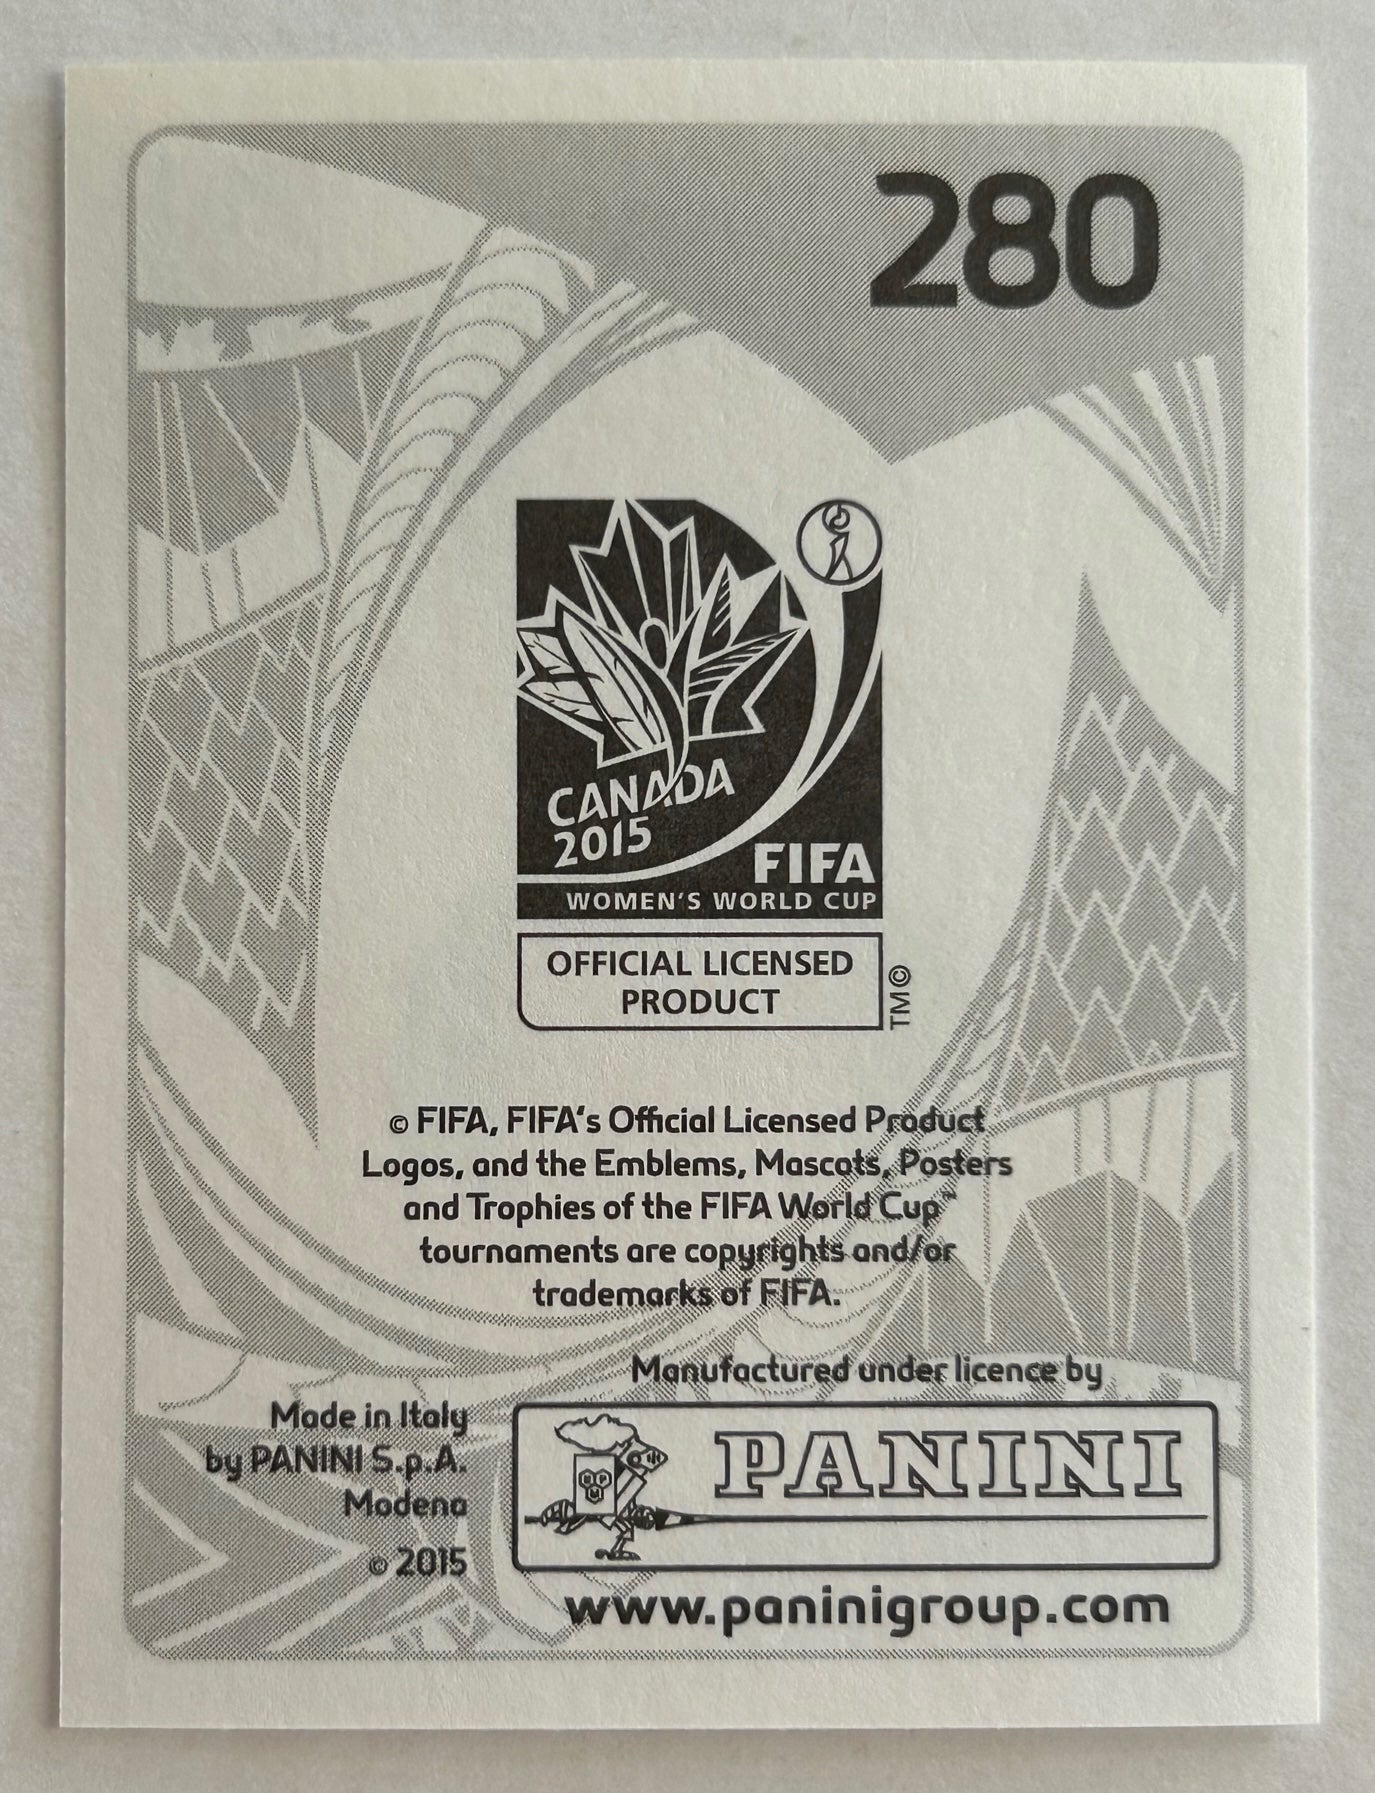 280
CANADA
2015
FIFA
WOMEN'S WORLD CUP
OFFICIAL LICENSED
PRODUCT
TM©
© FIFA, FIFA's Official Licensed Product
Logos, and the Emblems, Mascots, Posters
and Trophies of the FIFA World Cup™
tournaments are copyrights and/or
trademarks of FIFA.
Manufactured under licence by
Made in Italy
by PANINI S.p.A.
Modena
© 2015
PANINI
www.paninigroup.com